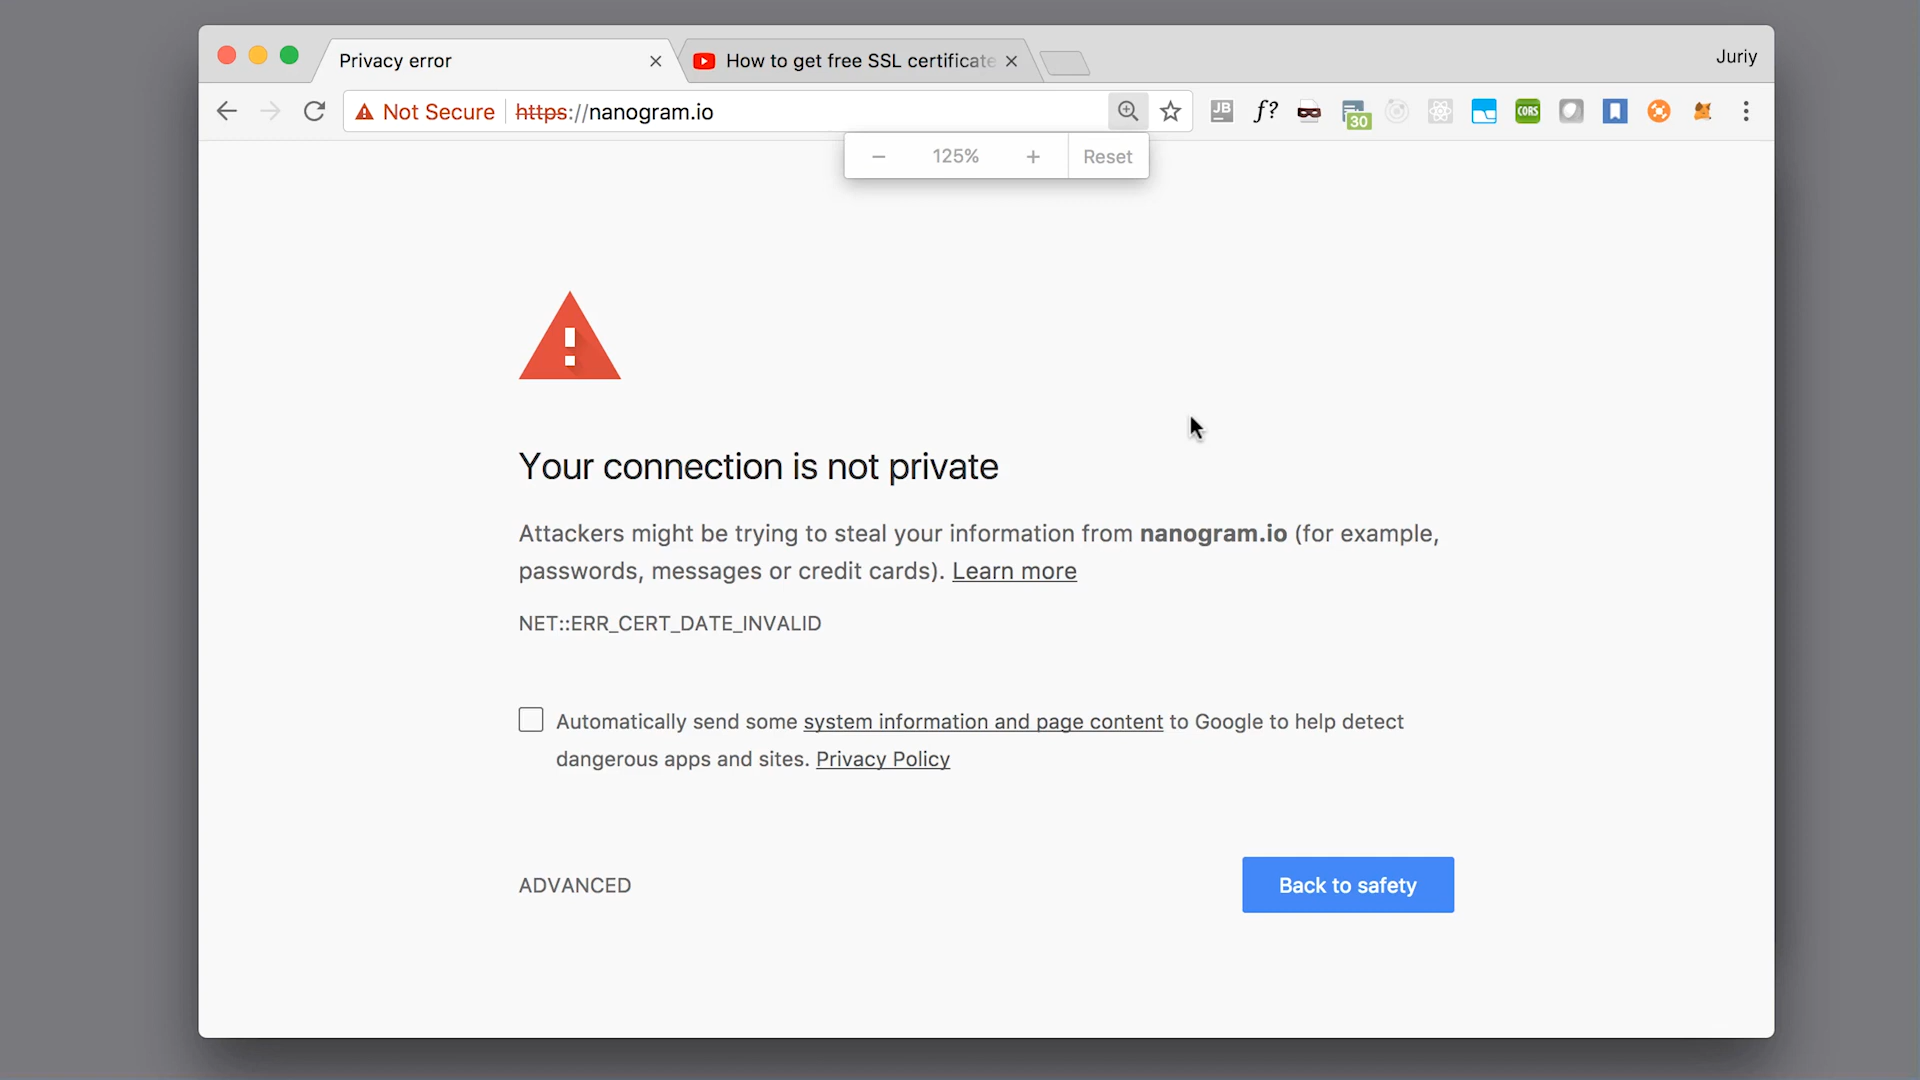 Privacy error
How to get free SSL certificate
Juriy
Not Secure
https://nanogram.io
JB
f?
30
CORS
125%
Reset
Your connection is not private
Attackers might be trying to steal your information from nanogram.io (for example,
passwords, messages or credit cards). Learn more
NET::ERR_CERT_DATE_INVALID
Automatically send some system information and page content to Google to help detect
dangerous apps and sites. Privacy Policy
ADVANCED
Back to safety